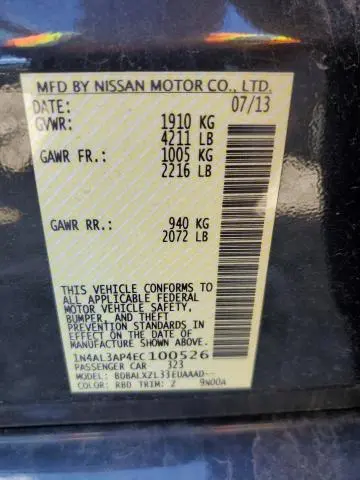 MFD BY NISSAN MOTOR CO., LTD.
DATE: 07/13
GVWR: 1910 KG
4211 LB
GAWR FR.: 1005 KG
2216 LB
GAWR RR.: 940 KG
2072 LB
THIS VEHICLE CONFORMS TO
ALL APPLICABLE FEDERAL
MOTOR VEHICLE SAFETY,
BUMPER, AND THEFT
PREVENTION STANDARDS
IN EFFECT ON THE DATE OF
MANUFACTURE SHOWN ABOVE.
1N4AL3AP4EC100526
PASSENGER CAR 323
MODEL: BDBALXZL33EUAAAD--
COLOR: RBD TRIM: Z 9N00A